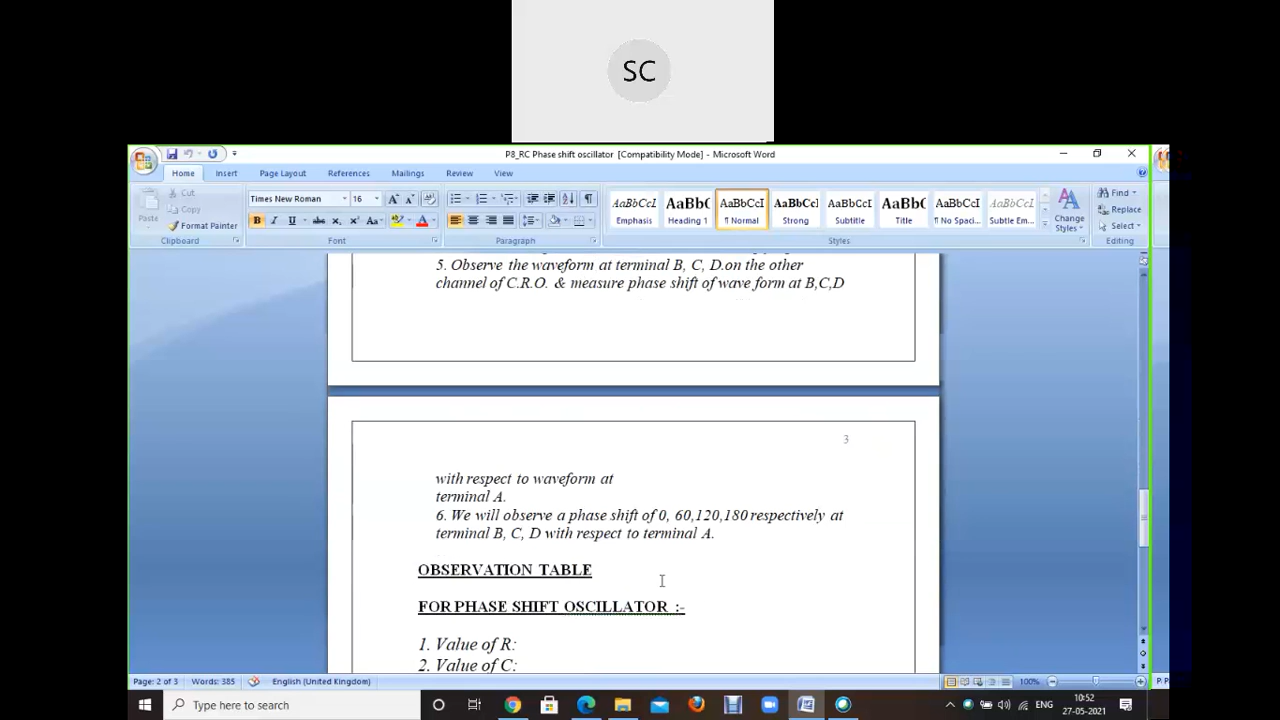 SC
P8_RC Phase shift oscillator [Compatibility Mode] - Microsoft Word
Home Insert Page Layout References Mailings Review View
Paste
Cut
Copy
Format Painter
Clipboard
Times New Roman 16
Font
Paragraph
AaBbCcI AaBb( AaBbCcI AaBbCc AaBbCcI AaBb( AaBbCcI AaBbCcI
Emphasis Heading 1 ¶ Normal Strong Subtitle Title ¶ No Spaci... Subtle Em...
Styles
Change Styles
Find
Replace
Select
Editing
5. Observe the waveform at terminal B, C, D.on the other
channel of C.R.O. & measure phase shift of wave form at B,C,D
3
with respect to waveform at
terminal A.
6. We will observe a phase shift of 0, 60,120,180 respectively at
terminal B, C, D with respect to terminal A.
OBSERVATION TABLE
FOR PHASE SHIFT OSCILLATOR :-
1. Value of R:
2. Value of C:
Page: 2 of 3 Words: 385 English (United Kingdom) 100%
Type here to search
ENG
10:52
27-05-2021